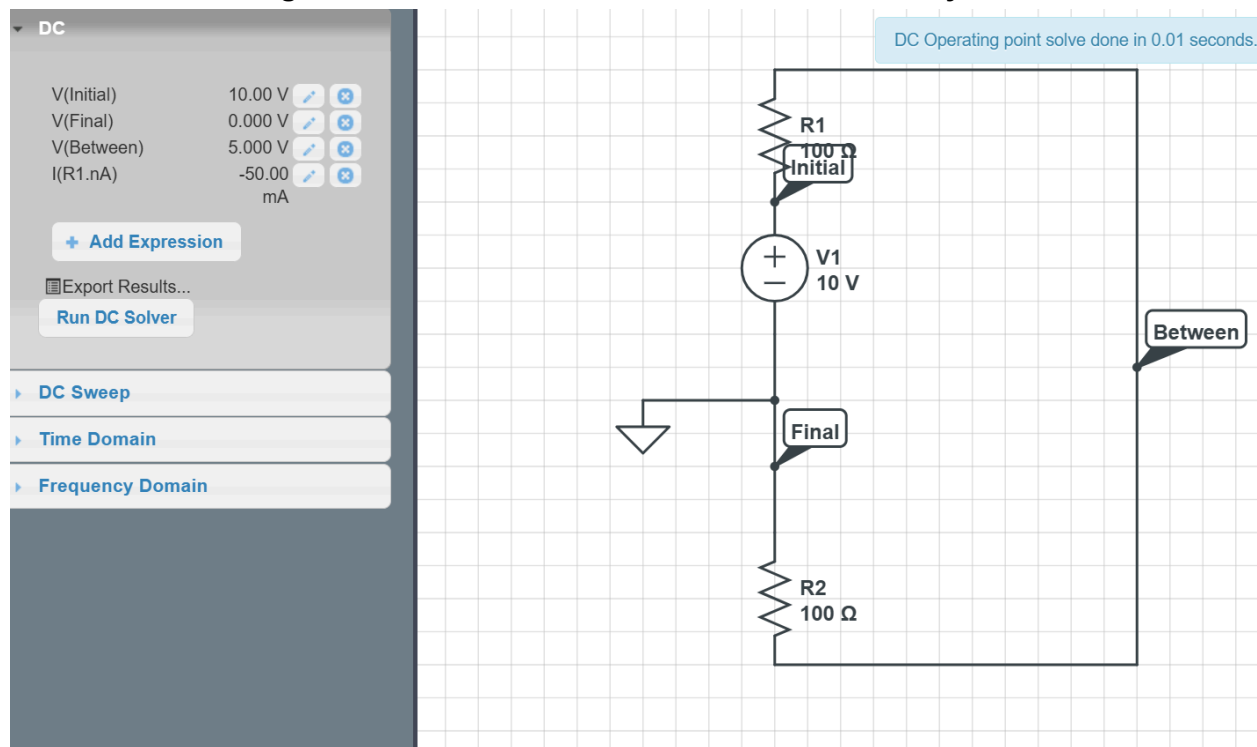 DC
V(Initial) 10.00 V
V(Final) 0.000 V
V(Between) 5.000 V
I(R1.nA) -50.00
mA
+ Add Expression
Export Results...
Run DC Solver
DC Sweep
Time Domain
Frequency Domain
DC Operating point solve done in 0.01 seconds.
R1
100 Ω
Initial
+
V1
10 V
−
Between
Final
R2
100 Ω